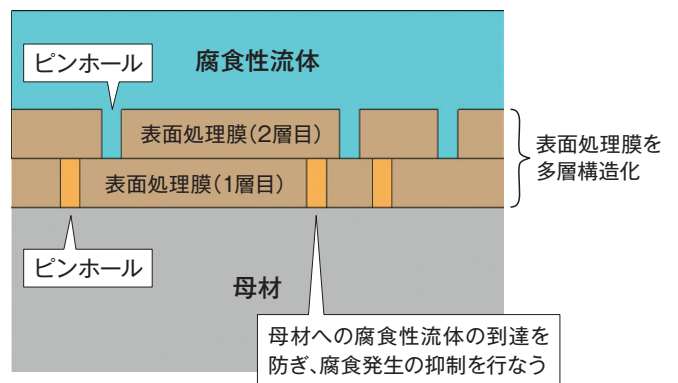 ピンホール
腐食性流体
表面処理膜(2層目)
表面処理膜を
多層構造化
表面処理膜(1層目)
ピンホール
母材
母材への腐食性流体の到達を
防ぎ、腐食発生の抑制を行なう